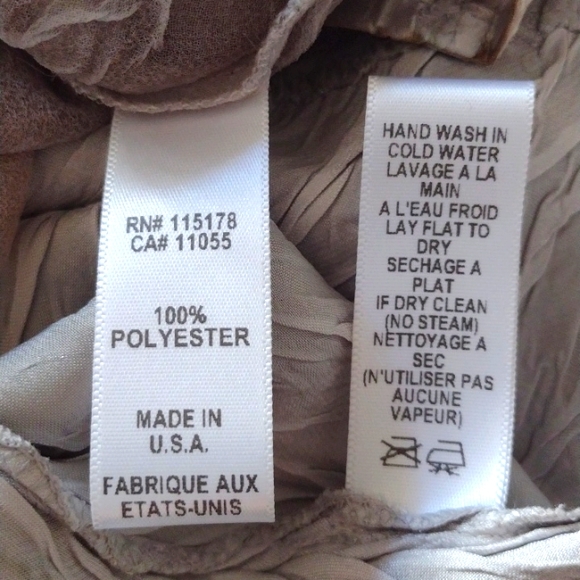 RN# 115178
CA# 11055
100%
POLYESTER
MADE IN
U.S.A.
FABRIQUE AUX
ETATS-UNIS
HAND WASH IN
COLD WATER
LAVAGE A LA
MAIN
A L'EAU FROID
LAY FLAT TO
DRY
SECHAGE A
PLAT
IF DRY CLEAN
(NO STEAM)
NETTOYAGE A
SEC
(N'UTILISER PAS
AUCUNE
VAPEUR)